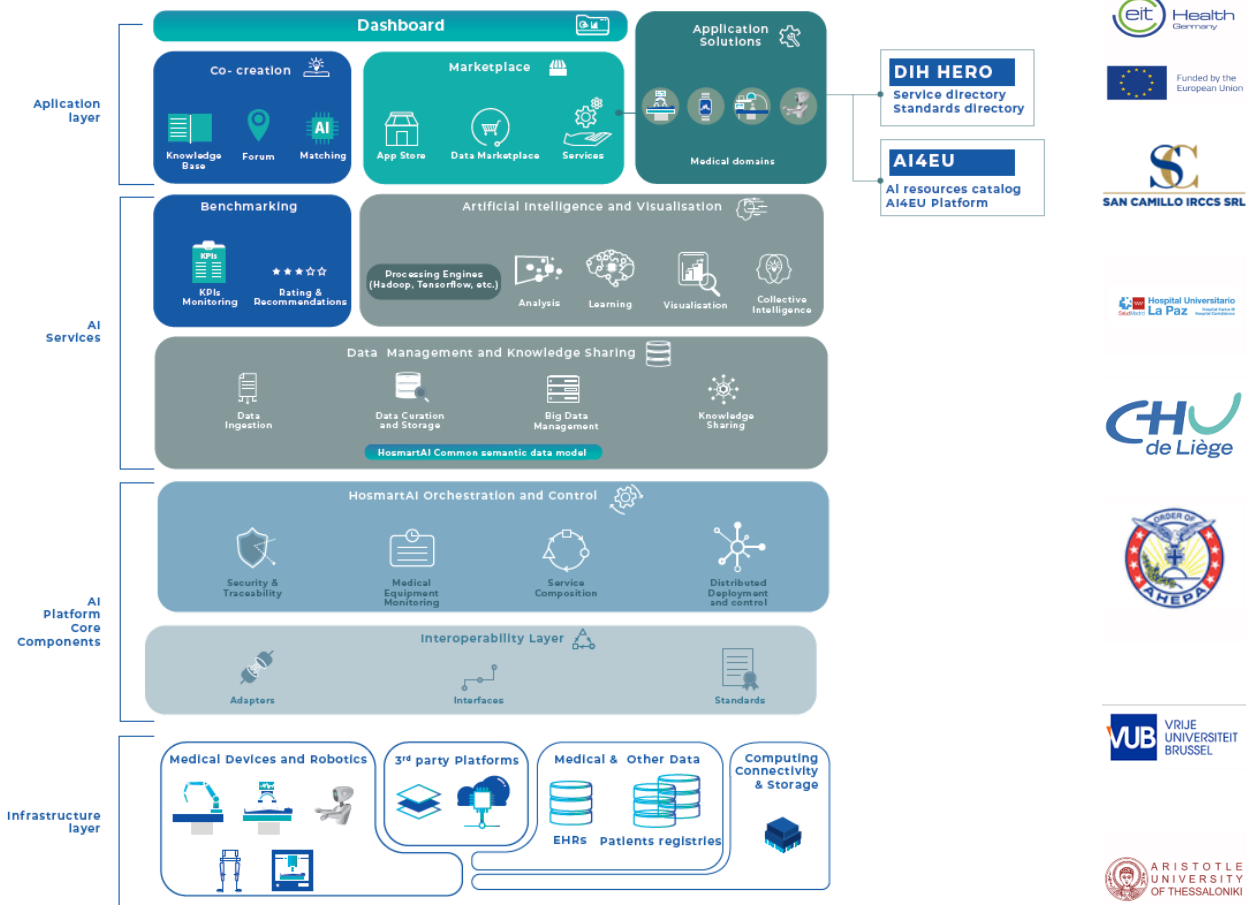 Dashboard
Application
Solutions
Co- creation
Marketplace
Aplication
layer
DIH HERO
Service directory
Standards directory
AI
Knowledge
Base
Forum
Matching
App Store
Data Marketplace
Services
Medical domains
AI4EU
AI resources catalog
AI4EU Platform
Benchmarking
Artificial Intelligence and Visualisation
KPIs
KPIs
Monitoring
Rating &
Recommendations
Processing Engines
(Hadoop, Tensorflow, etc.)
Analysis
Learning
Visualisation
Collective
Intelligence
AI
Services
Data Management and Knowledge Sharing
Data
Ingestion
Data Curation
and Storage
Big Data
Management
Knowledge
Sharing
HosmartAI Common semantic data model
HosmartAI Orchestration and Control
Security &
Traceability
Medical
Equipment
Monitoring
Service
Composition
Distributed
Deployment
and control
AI
Platform
Core
Components
Interoperability Layer
Adapters
Interfaces
Standards
Infrastructure
layer
Medical Devices and Robotics
3rd party Platforms
Medical & Other Data
EHRs
Patients registries
Computing
Connectivity
& Storage
eit Health
Germany
Funded by the
European Union
SC
SAN CAMILLO IRCCS SRL
Hospital Universitario
La Paz
SaludMadrid
CHU
de Liège
ORDER OF
AHEPA
VUB
VRIJE
UNIVERSITEIT
BRUSSEL
ARISTOTLE
UNIVERSITY
OF THESSALONIKI